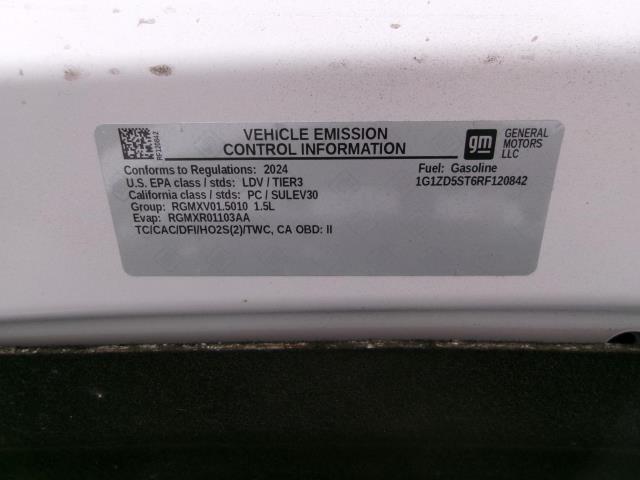 RF120842
VEHICLE EMISSION
CONTROL INFORMATION
gm
GENERAL
MOTORS
LLC
Conforms to Regulations: 2024
U.S. EPA class / stds: LDV / TIER3
California class / stds: PC / SULEV30
Group: RGMXV01.5010 1.5L
Evap: RGMXR01103AA
TC/CAC/DFI/HO2S(2)/TWC, CA OBD: II
Fuel: Gasoline
1G1ZD5ST6RF120842